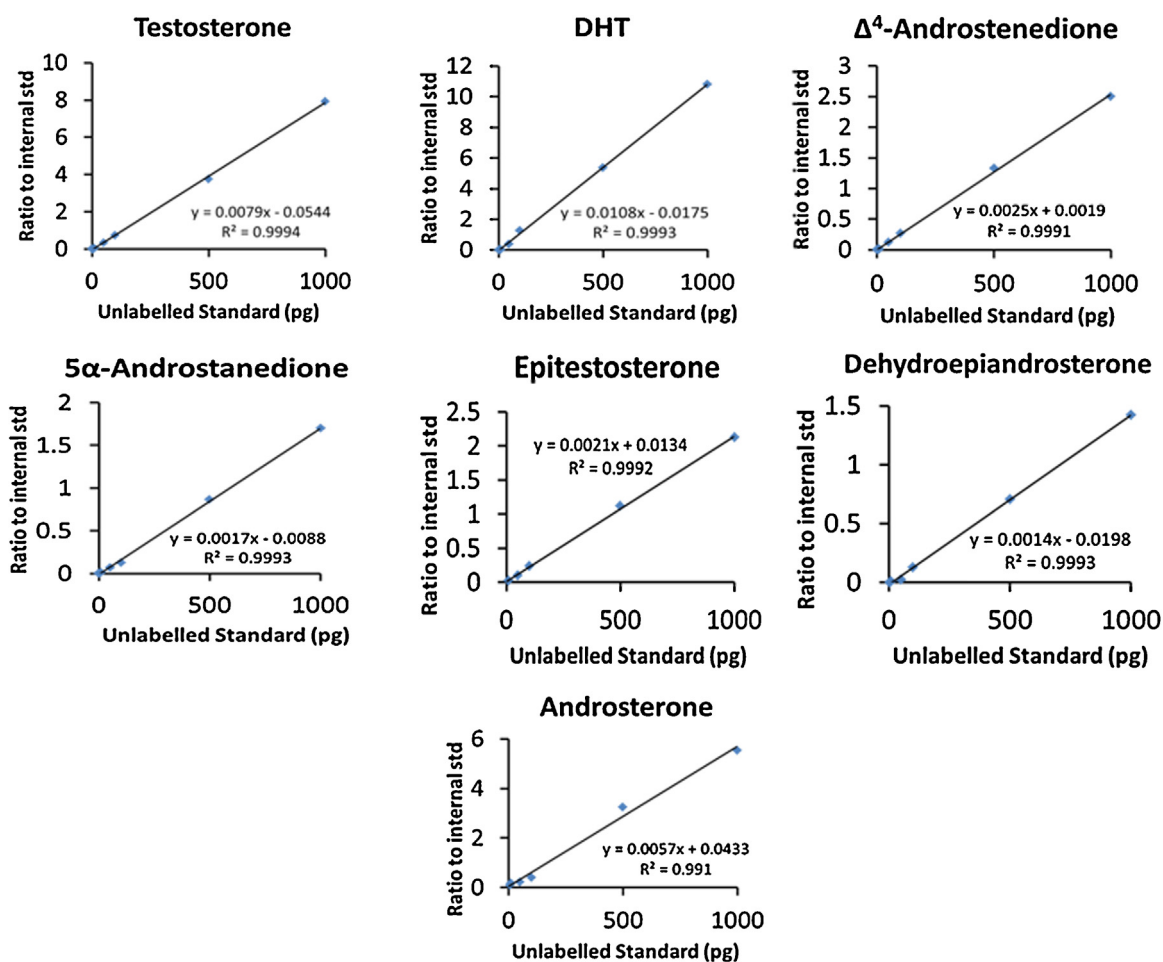 Testosterone
Ratio to internal std
10
8
6
4
2
0
y = 0.0079x - 0.0544
R² = 0.9994
0 500 1000
Unlabelled Standard (pg)
DHT
Ratio to internal std
12
10
8
6
4
2
0
y = 0.0108x - 0.0175
R² = 0.9993
0 500 1000
Unlabelled Standard (pg)
Δ⁴-Androstenedione
Ratio to internal std
3
2.5
2
1.5
1
0.5
0
y = 0.0025x + 0.0019
R² = 0.9991
0 500 1000
Unlabelled Standard (pg)
5α-Androstanedione
Ratio to internal std
2
1.5
1
0.5
0
y = 0.0017x - 0.0088
R² = 0.9993
0 500 1000
Unlabelled Standard (pg)
Epitestosterone
Ratio to internal std
2.5
2
1.5
1
0.5
0
y = 0.0021x + 0.0134
R² = 0.9992
0 500 1000
Unlabelled Standard (pg)
Dehydroepiandrosterone
Ratio to internal std
1.5
1
0.5
0
y = 0.0014x - 0.0198
R² = 0.9993
0 500 1000
Unlabelled Standard (pg)
Androsterone
Ratio to internal std
6
4
2
0
y = 0.0057x + 0.0433
R² = 0.991
0 500 1000
Unlabelled Standard (pg)